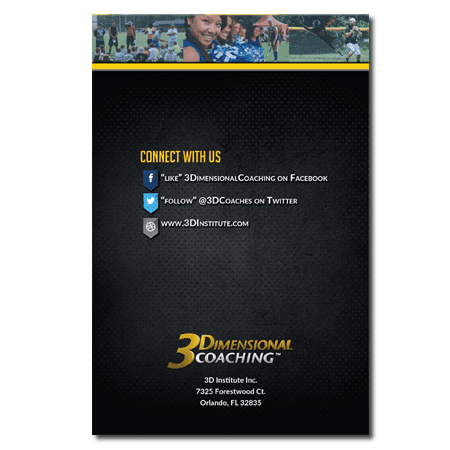 CONNECT WITH US
"LIKE" 3DIMENSIONALCOACHING ON FACEBOOK
"FOLLOW" @3DCOACHES ON TWITTER
WWW.3DINSTITUTE.COM
3DIMENSIONAL
COACHING™
3D Institute Inc.
7325 Forestwood Ct.
Orlando, FL 32835